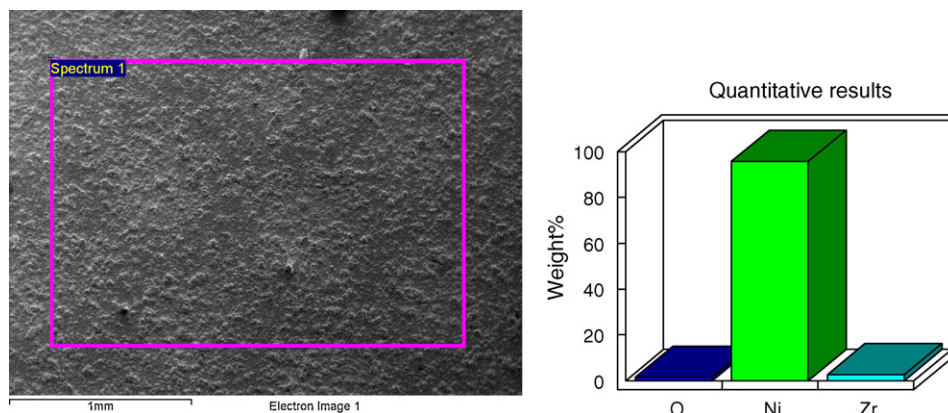 Spectrum 1
1mm
Electron Image 1
Quantitative results
Weight%
100
80
60
40
20
0
O
Ni
Zr